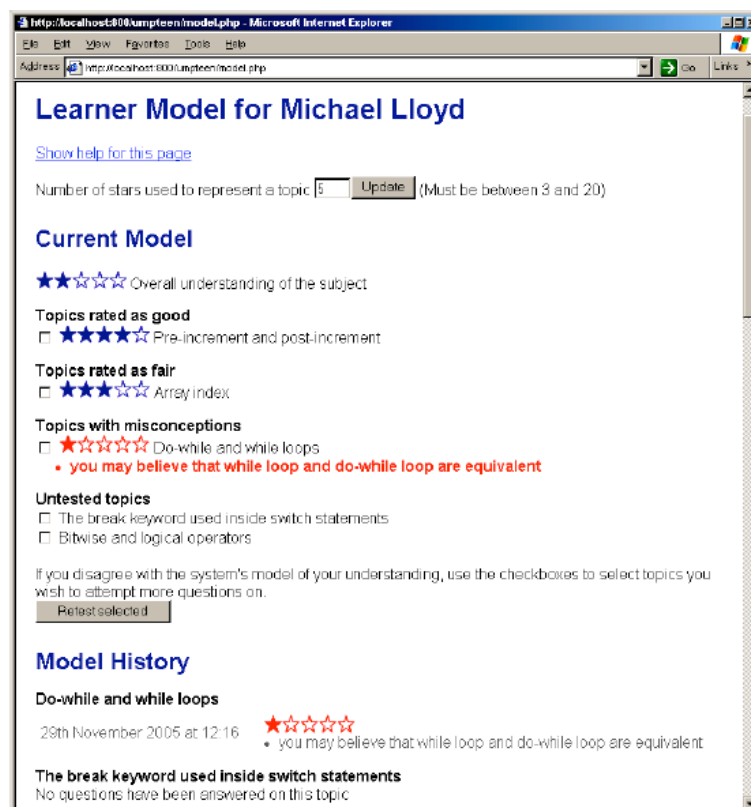 http://localhost:800/umpteen/model.php - Microsoft Internet Explorer
File Edit View Favorites Tools Help
Address http://localhost:800/umpteen/model.php Go Links
Learner Model for Michael Lloyd
Show help for this page
Number of stars used to represent a topic 5 Update (Must be between 3 and 20)
Current Model
Overall understanding of the subject
Topics rated as good
Pre-increment and post-increment
Topics rated as fair
Array index
Topics with misconceptions
Do-while and while loops
• you may believe that while loop and do-while loop are equivalent
Untested topics
The break keyword used inside switch statements
Bitwise and logical operators
If you disagree with the system's model of your understanding, use the checkboxes to select topics you
wish to attempt more questions on.
Retest selected
Model History
Do-while and while loops
29th November 2005 at 12:16
• you may believe that while loop and do-while loop are equivalent
The break keyword used inside switch statements
No questions have been answered on this topic